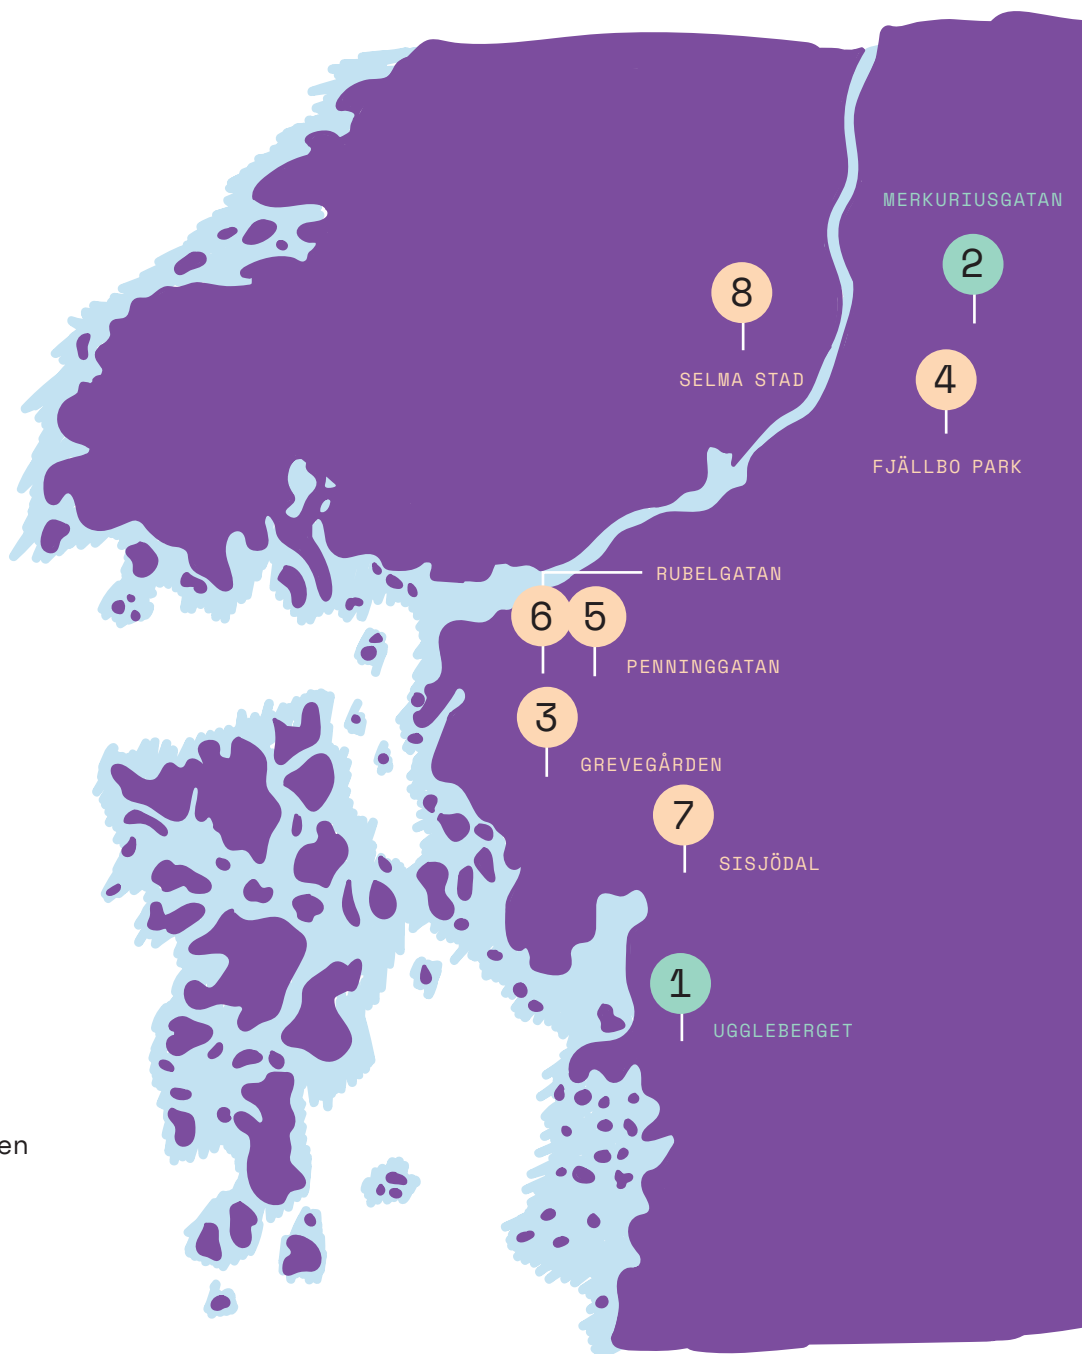 MERKURIUSGATAN
2
8
SELMA STAD
4
FJÄLLBO PARK
RUBELGATAN
6
5
PENNINGGATAN
3
GREVEGÅRDEN
7
SISJÖDAL
1
UGGLEBERGET
en